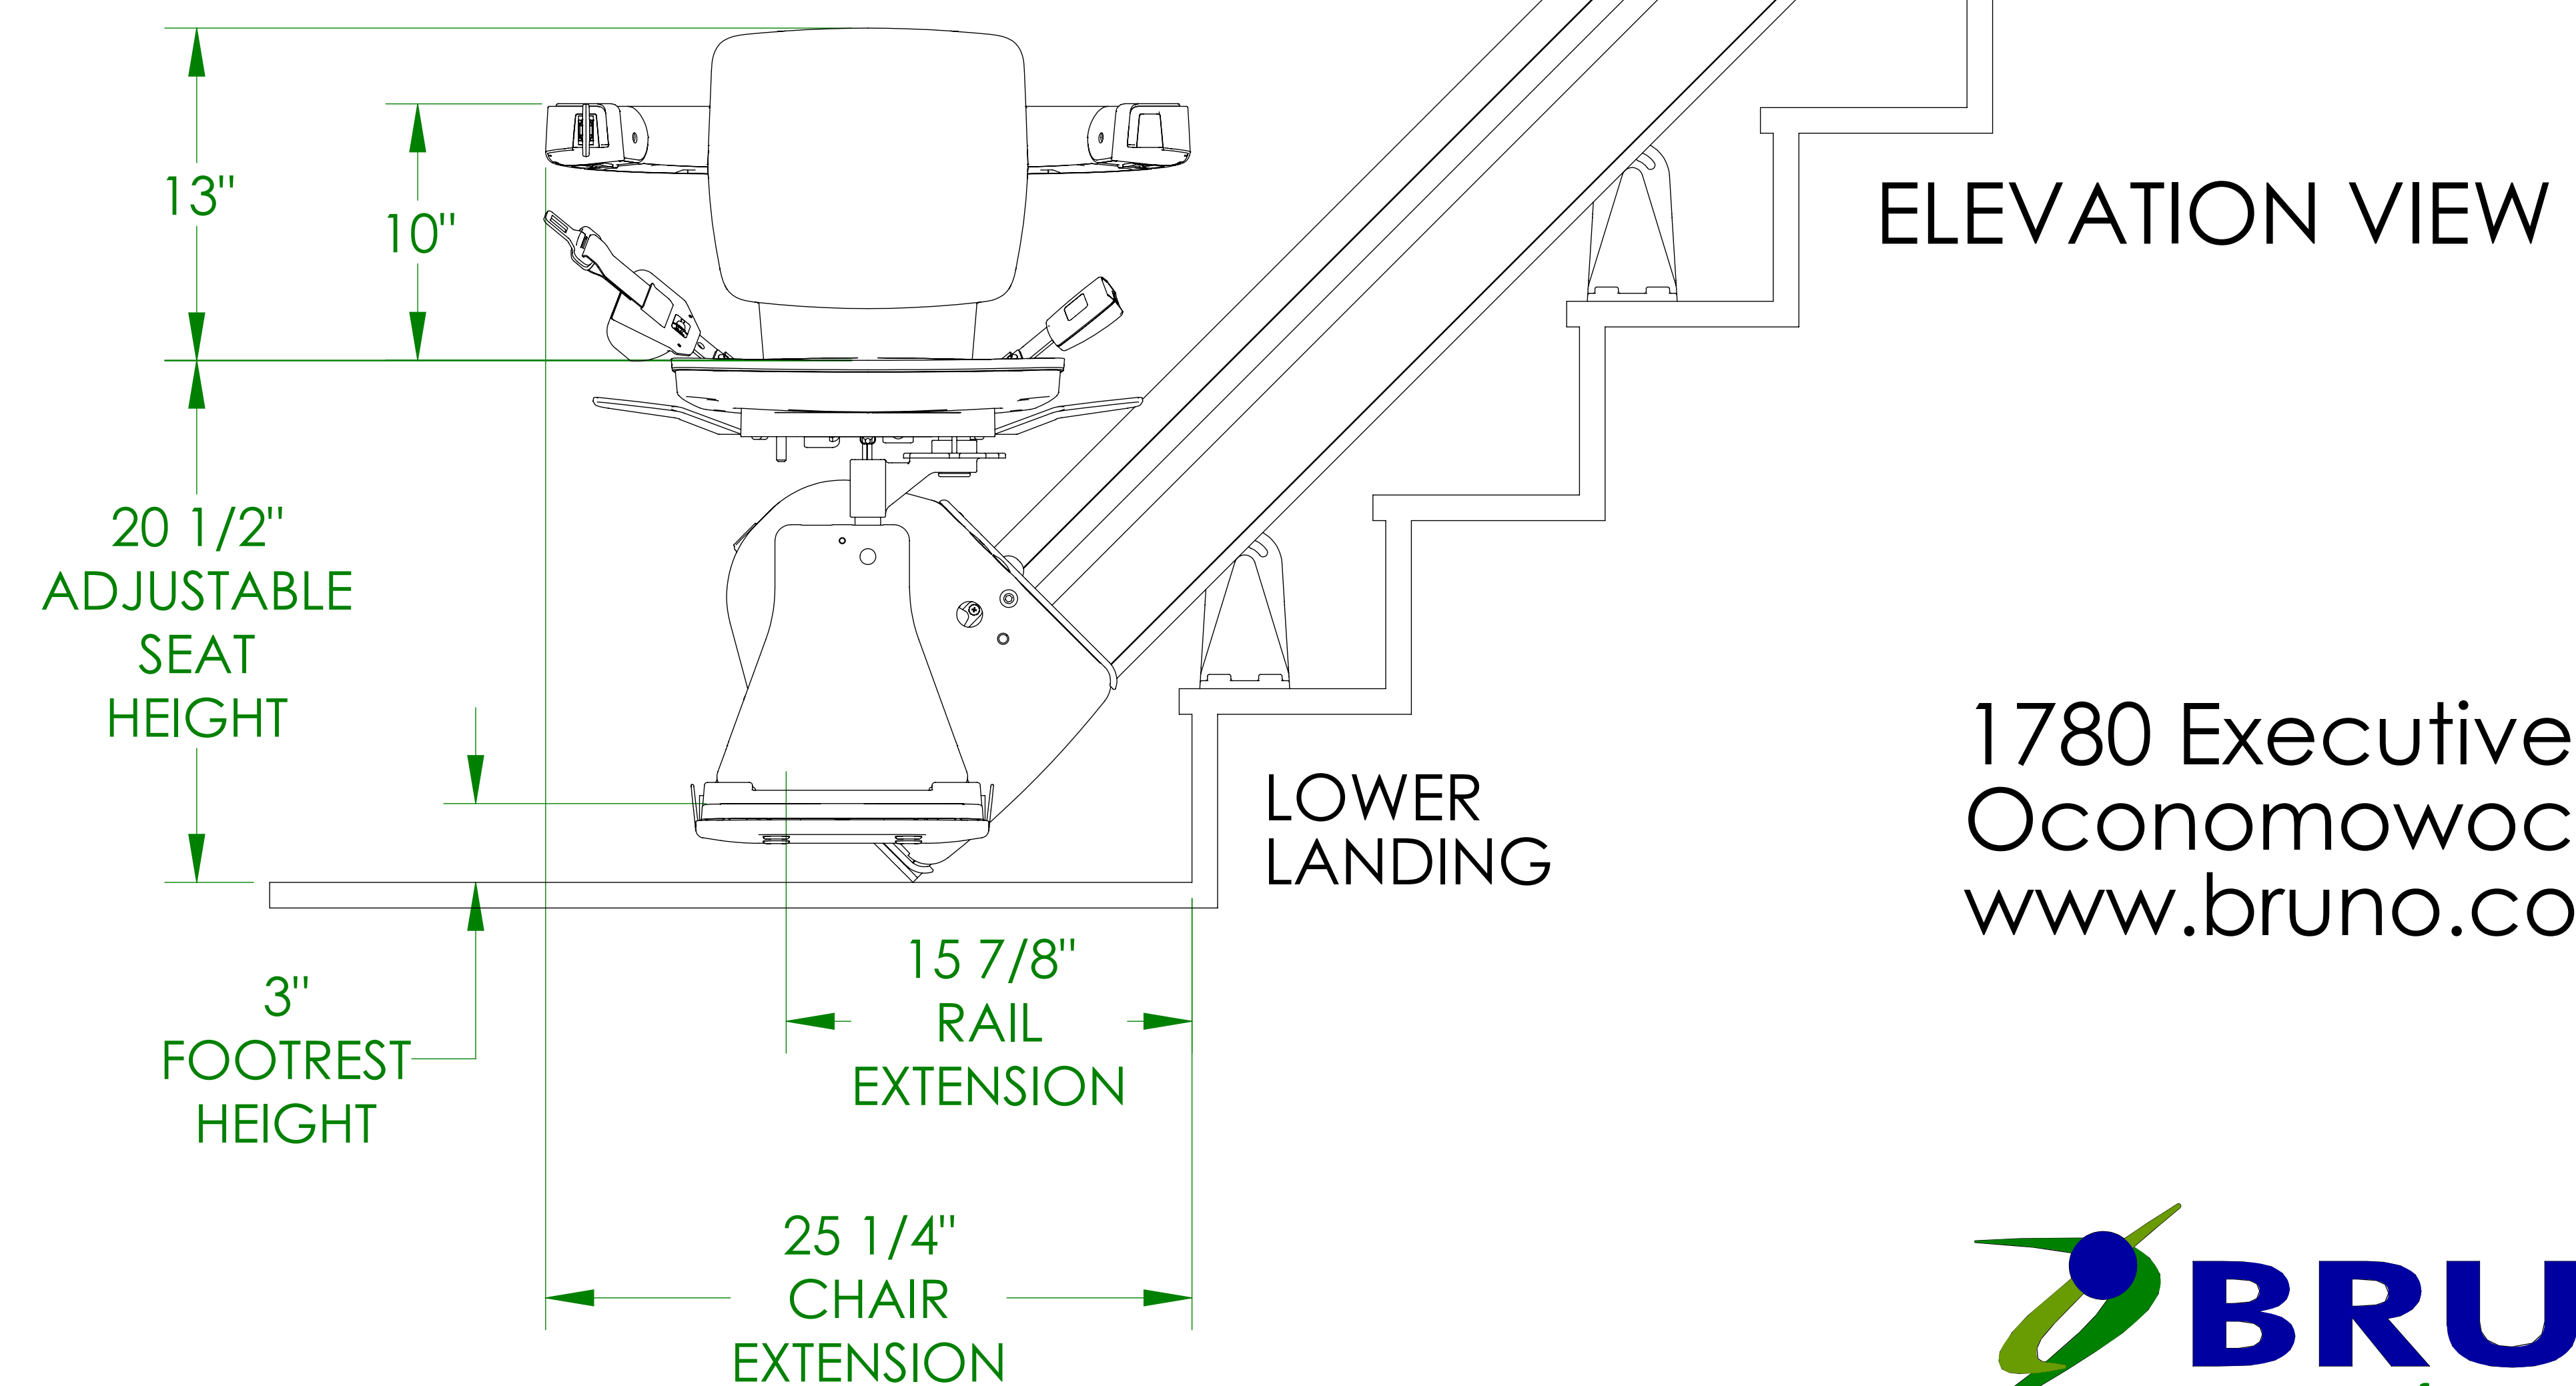 13"
10"
ELEVATION VIEW
20 1/2"
ADJUSTABLE
SEAT
HEIGHT
LOWER
LANDING
1780 Executive
Oconomowoc
www.bruno.co
3"
FOOTREST
HEIGHT
15 7/8"
RAIL
EXTENSION
25 1/4"
CHAIR
EXTENSION
BRU